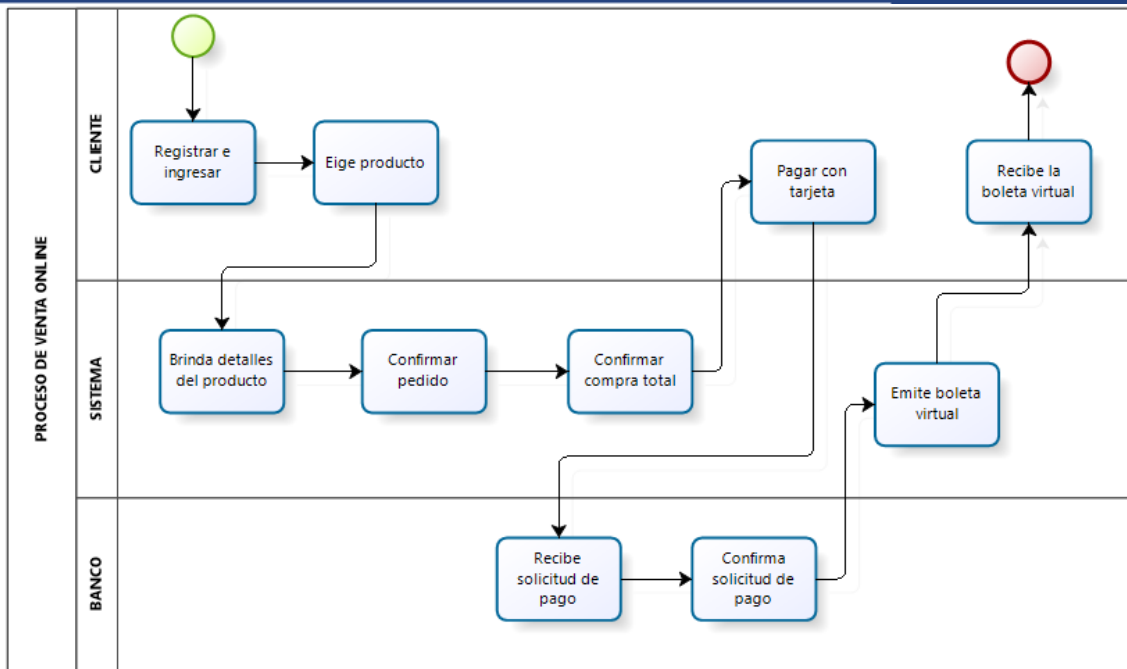 PROCESO DE VENTA ONLINE
CLIENTE
Registrar e
ingresar
Eige producto
Pagar con
tarjeta
Recibe la
boleta virtual
SISTEMA
Brinda detalles
del producto
Confirmar
pedido
Confirmar
compra total
Emite boleta
virtual
BANCO
Recibe
solicitud de
pago
Confirma
solicitud de
pago